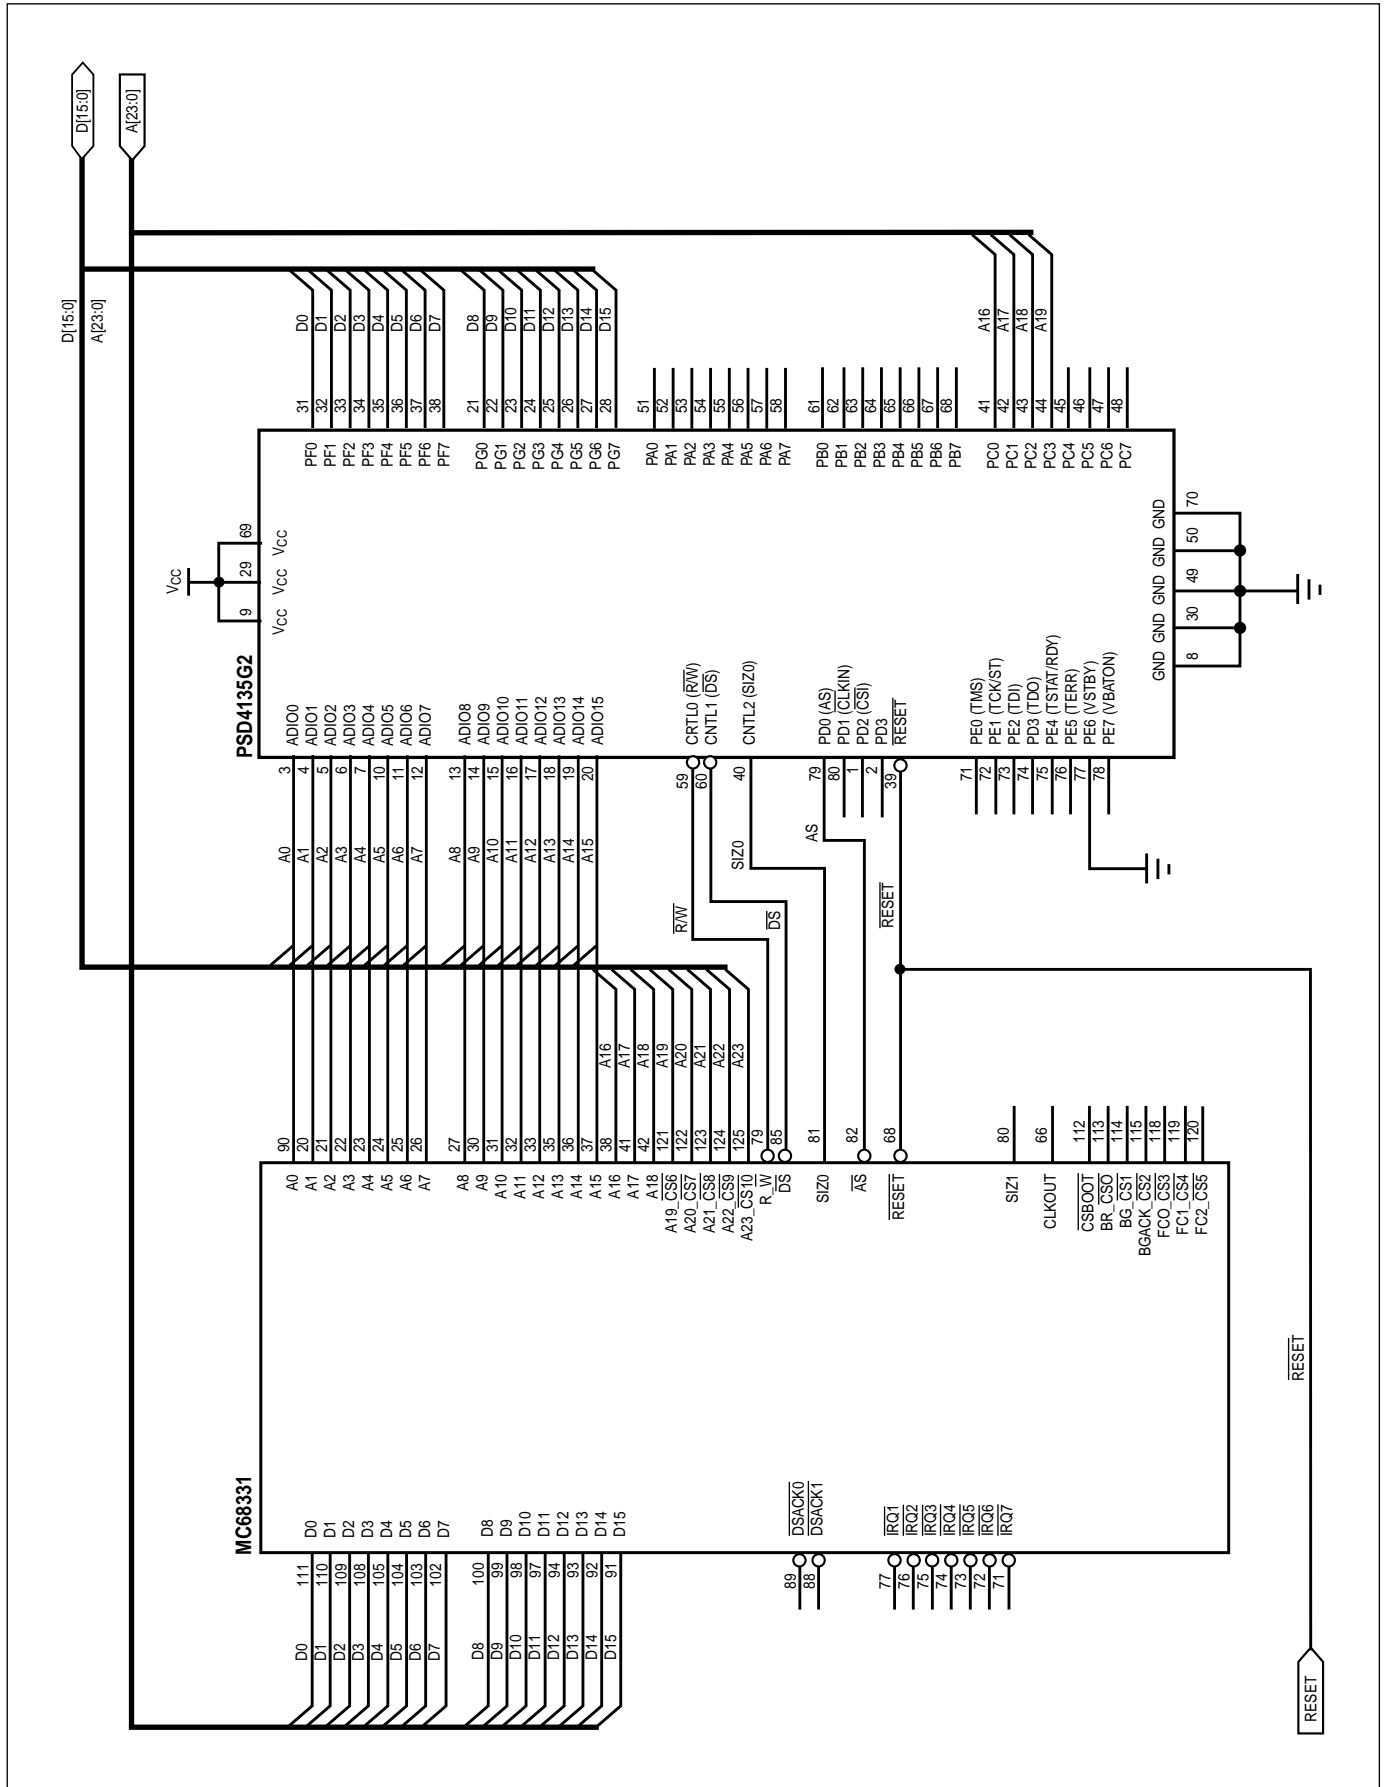 D[15:0]
D[15:0]
A[23:0]
A[23:0]
MC68331
D0 111 D0
D1 110 D1
D2 109 D2
D3 108 D3
D4 105 D4
D5 104 D5
D6 103 D6
D7 102 D7
D8 100 D8
D9 99 D9
D10 98 D10
D11 97 D11
D12 94 D12
D13 93 D13
D14 92 D14
D15 91 D15
89 DSACK0
88 DSACK1
77 IRQ1
76 IRQ2
75 IRQ3
74 IRQ4
73 IRQ5
72 IRQ6
71 IRQ7
A0 90
A1 20
A2 21
A3 22
A4 23
A5 24
A6 25
A7 26
A8 27
A9 30
A10 31
A11 32
A12 33
A13 35
A14 36
A15 37
A16 38 A16
A17 41 A17
A18 42 A18
A19_CS6 121 A19
A20_CS7 122 A20
A21_CS8 123 A21
A22_CS9 124 A22
A23_CS10 125 A23
R_W 79
DS 85
SIZ0 81
AS 82
RESET 68
SIZ1 80
CLKOUT 66
CSBOOT 112
BR_CSO 113
BG_CS1 114
BGACK_CS2 115
FCO_CS3 118
FC1_CS4 119
FC2_CS5 120
R/W
DS
SIZ0
AS
RESET
PSD4135G2
VCC
9 29 69
VCC VCC VCC
A0 3 ADIO0
A1 4 ADIO1
A2 5 ADIO2
A3 6 ADIO3
A4 7 ADIO4
A5 10 ADIO5
A6 11 ADIO6
A7 12 ADIO7
A8 13 ADIO8
A9 14 ADIO9
A10 15 ADIO10
A11 16 ADIO11
A12 17 ADIO12
A13 18 ADIO13
A14 19 ADIO14
A15 20 ADIO15
59 CRTL0 (R/W)
60 CNTL1 (DS)
40 CNTL2 (SIZ0)
79 PD0 (AS)
80 PD1 (CLKIN)
1 PD2 (CSI)
2 PD3
39 RESET
71 PE0 (TMS)
72 PE1 (TCK/ST)
73 PE2 (TDI)
74 PD3 (TDO)
75 PE4 (TSTAT/RDY)
76 PE5 (TERR)
77 PE6 (VSTBY)
78 PE7 (VBATON)
PF0 31 D0
PF1 32 D1
PF2 33 D2
PF3 34 D3
PF4 35 D4
PF5 36 D5
PF6 37 D6
PF7 38 D7
PG0 21 D8
PG1 22 D9
PG2 23 D10
PG3 24 D11
PG4 25 D12
PG5 26 D13
PG6 27 D14
PG7 28 D15
PA0 51
PA1 52
PA2 53
PA3 54
PA4 55
PA5 56
PA6 57
PA7 58
PB0 61
PB1 62
PB2 63
PB3 64
PB4 65
PB5 66
PB6 67
PB7 68
PC0 41 A16
PC1 42 A17
PC2 43 A18
PC3 44 A19
PC4 45
PC5 46
PC6 47
PC7 48
GND GND GND GND GND
8 30 49 50 70
RESET
RESET